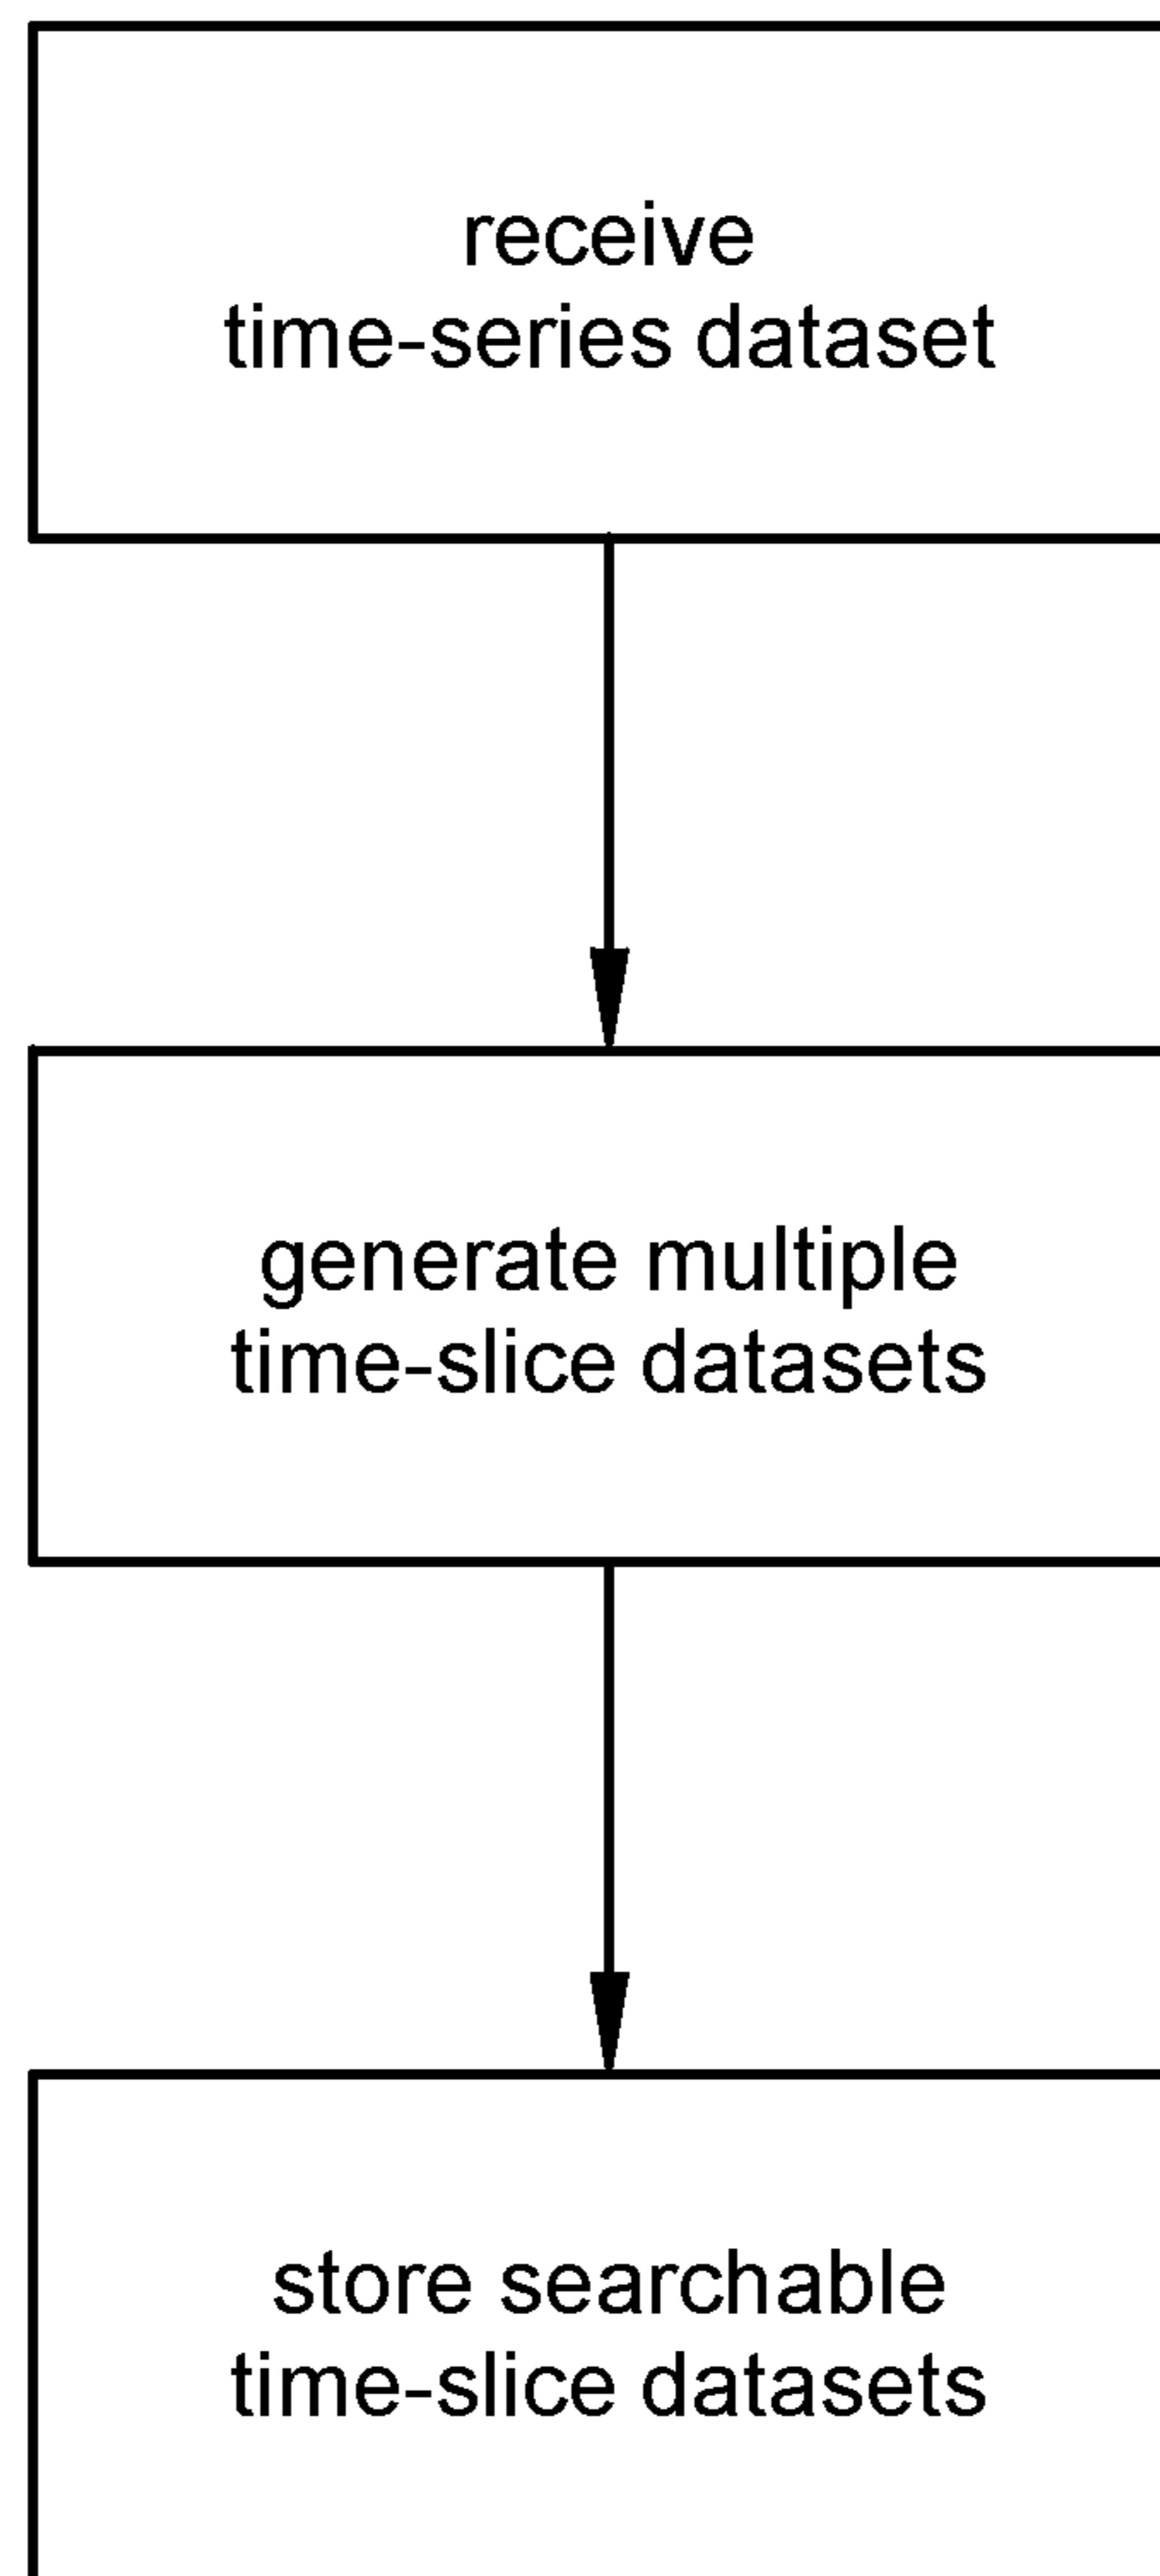 receive
time-series dataset
generate multiple
time-slice datasets
store searchable
time-slice datasets